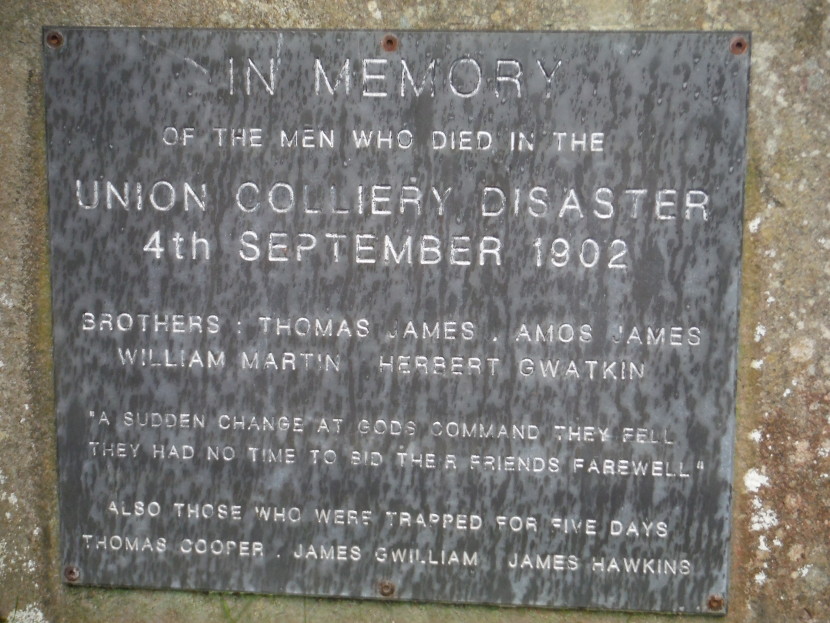 IN MEMORY
OF THE MEN WHO DIED IN THE
UNION COLLIERY DISASTER
4th SEPTEMBER 1902
BROTHERS : THOMAS JAMES . AMOS JAMES
WILLIAM MARTIN HERBERT GWATKIN
"A SUDDEN CHANGE AT GODS COMMAND THEY FELL
THEY HAD NO TIME TO BID THEIR FRIENDS FAREWELL"
ALSO THOSE WHO WERE TRAPPED FOR FIVE DAYS
THOMAS COOPER . JAMES GWILLIAM JAMES HAWKINS